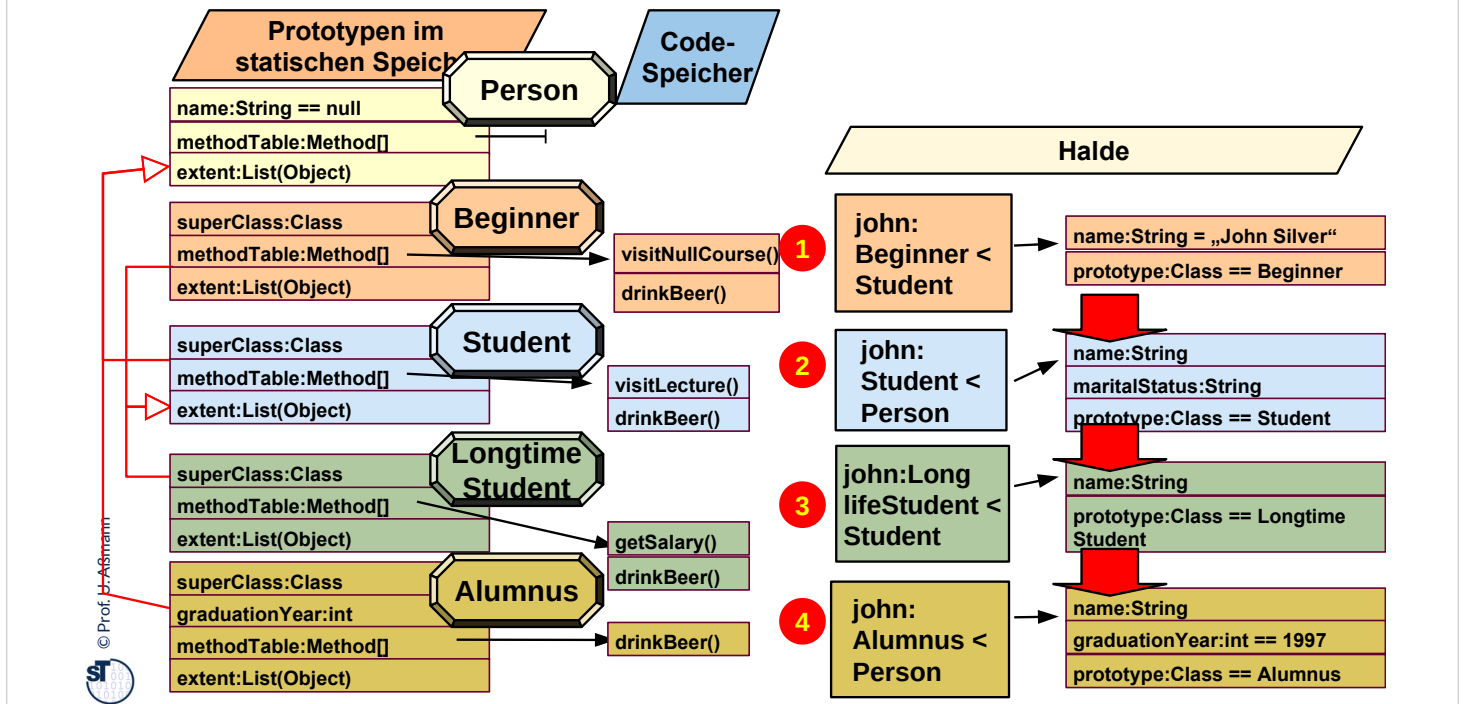 Prototypen im
statischen Speich
Code-
Speicher
Person
name:String == null
methodTable:Method[]
extent:List(Object)
Halde
Beginner
superClass:Class
methodTable:Method[]
extent:List(Object)
visitNullCourse()
drinkBeer()
1
john:
Beginner <
Student
name:String = „John Silver“
prototype:Class == Beginner
Student
superClass:Class
methodTable:Method[]
extent:List(Object)
visitLecture()
drinkBeer()
2
john:
Student <
Person
name:String
maritalStatus:String
prototype:Class == Student
Longtime
Student
superClass:Class
methodTable:Method[]
extent:List(Object)
getSalary()
drinkBeer()
3
john:Long
lifeStudent <
Student
name:String
prototype:Class == Longtime
Student
Alumnus
superClass:Class
graduationYear:int
methodTable:Method[]
extent:List(Object)
drinkBeer()
4
john:
Alumnus <
Person
name:String
graduationYear:int == 1997
prototype:Class == Alumnus
© Prof. U. Aßmann
ST